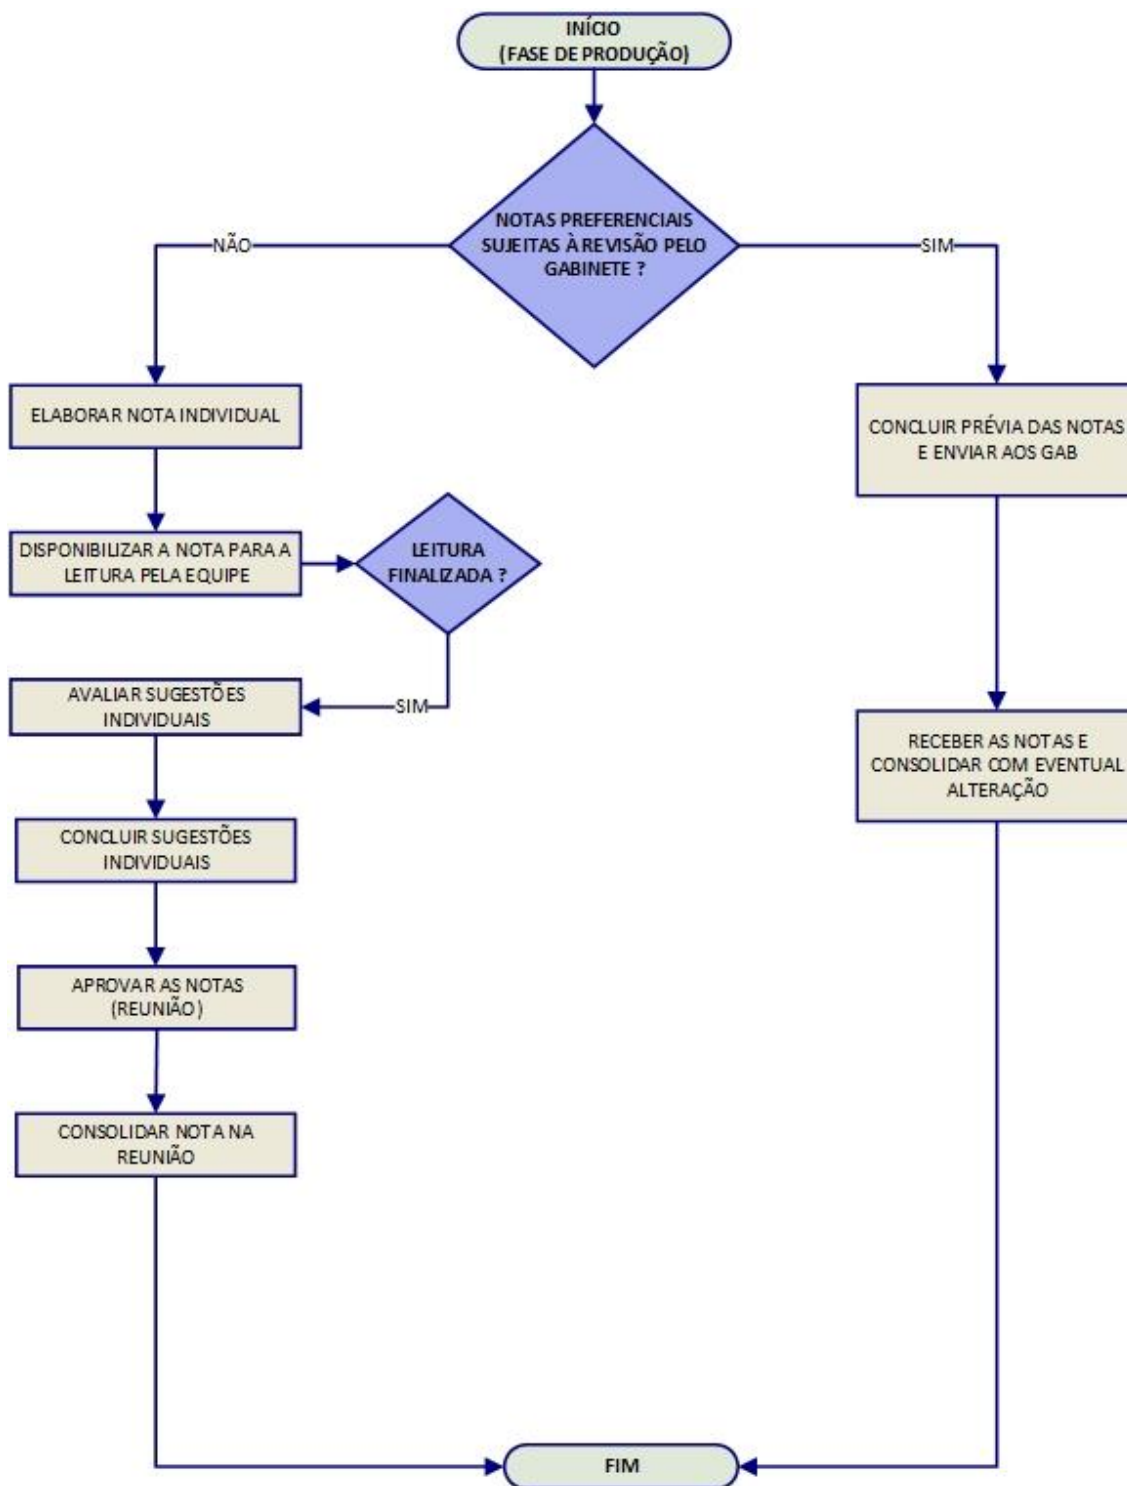 INÍCIO
(FASE DE PRODUÇÃO)
NOTAS PREFERENCIAIS
SUJEITAS À REVISÃO PELO
GABINETE ?
NÃO
SIM
ELABORAR NOTA INDIVIDUAL
CONCLUIR PRÉVIA DAS NOTAS
E ENVIAR AOS GAB
DISPONIBILIZAR A NOTA PARA A
LEITURA PELA EQUIPE
LEITURA
FINALIZADA ?
SIM
AVALIAR SUGESTÕES
INDIVIDUAIS
RECEBER AS NOTAS E
CONSOLIDAR COM EVENTUAL
ALTERAÇÃO
CONCLUIR SUGESTÕES
INDIVIDUAIS
APROVAR AS NOTAS
(REUNIÃO)
CONSOLIDAR NOTA NA
REUNIÃO
FIM